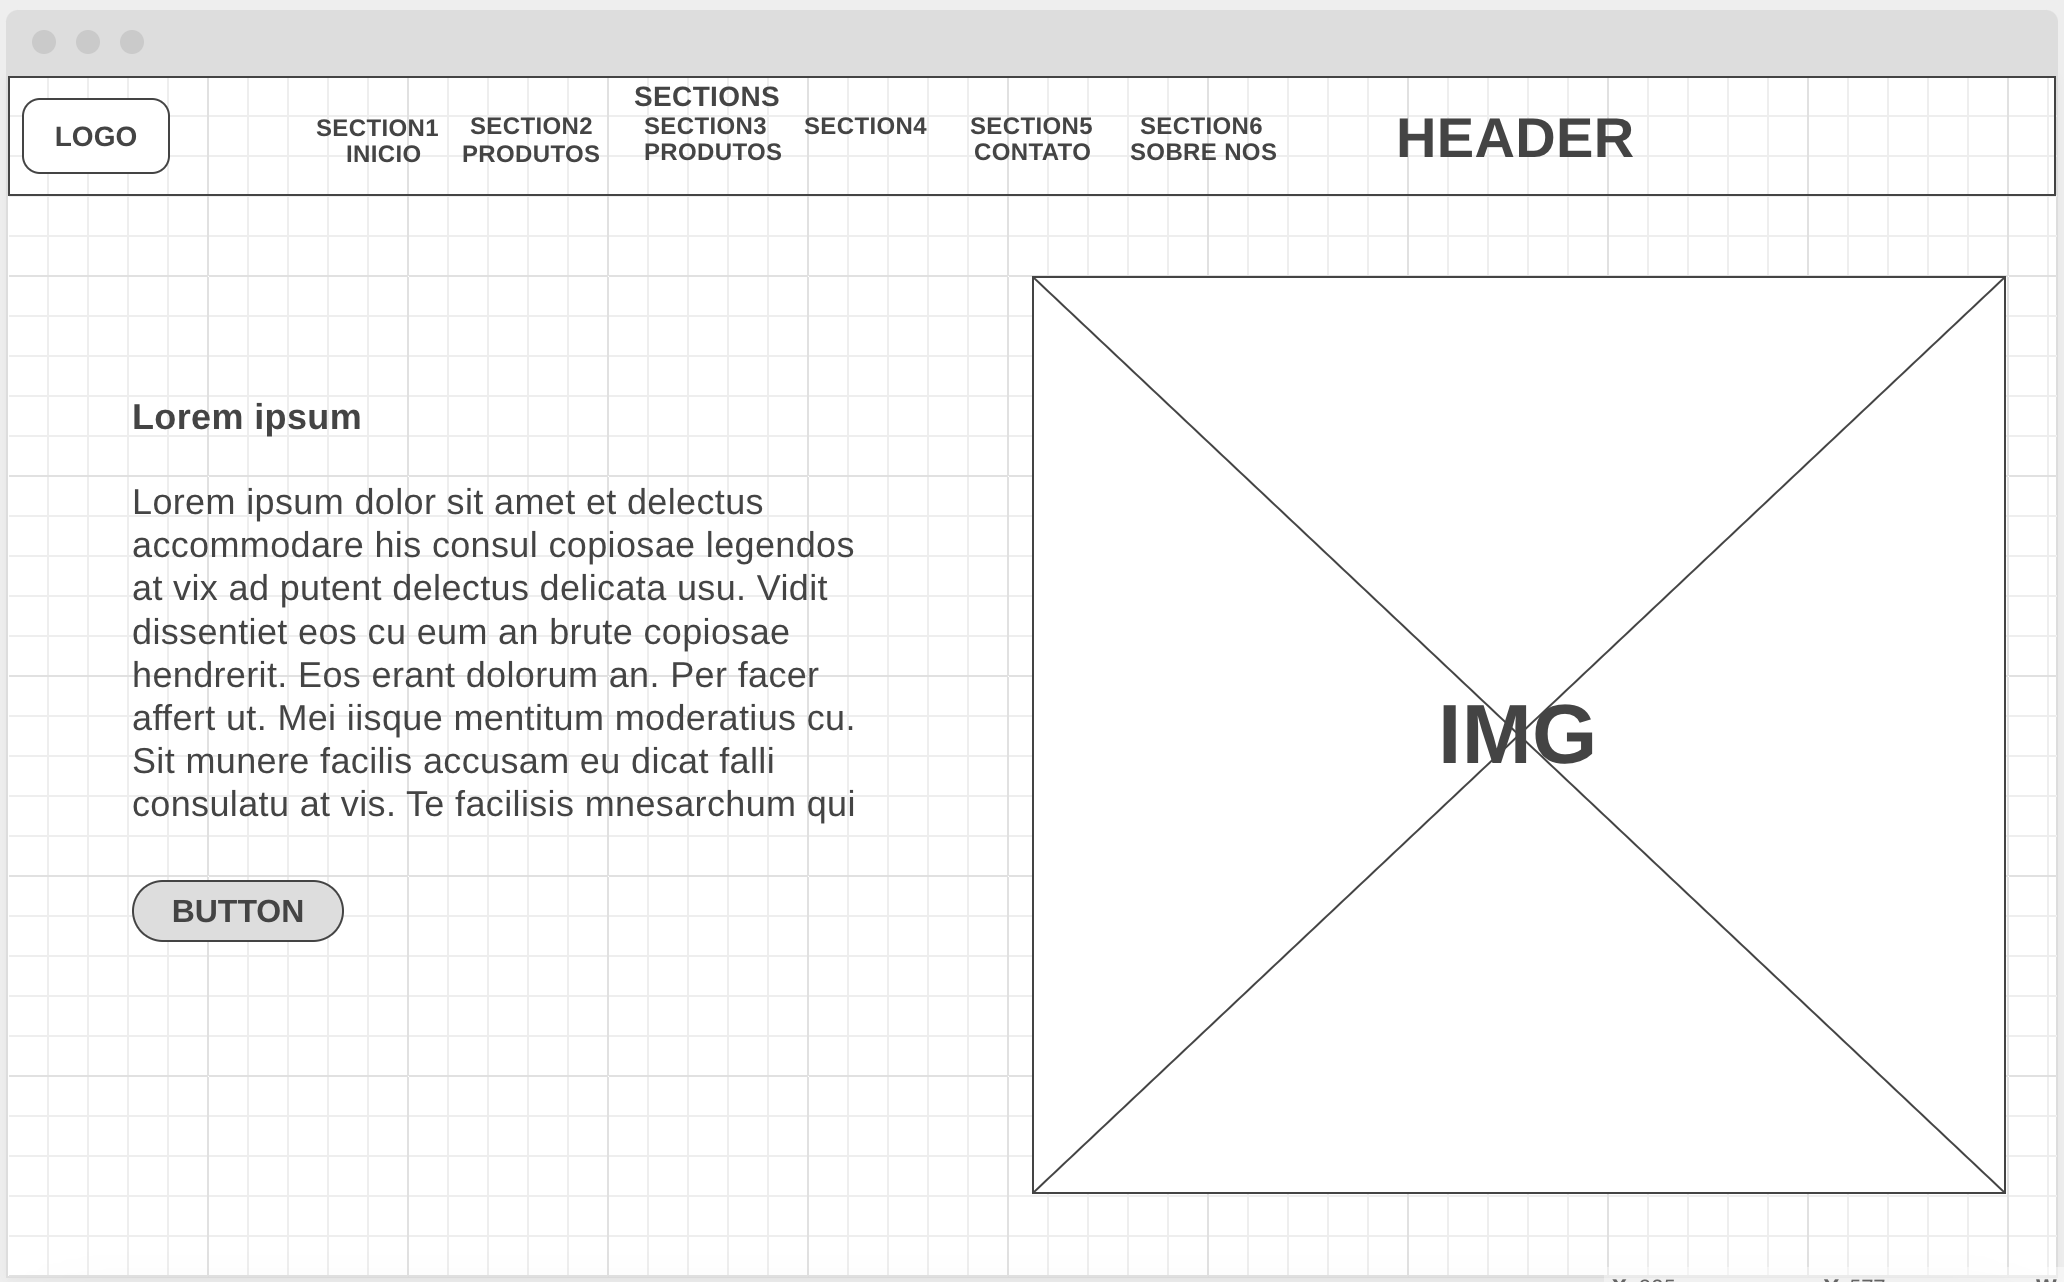 SECTIONS
LOGO
SECTION1 SECTION2 SECTION3 SECTION4 SECTION5 SECTION6
INICIO PRODUTOS PRODUTOS CONTATO SOBRE NOS
HEADER
Lorem ipsum
Lorem ipsum dolor sit amet et delectus
accommodare his consul copiosae legendos
at vix ad putent delectus delicata usu. Vidit
dissentiet eos cu eum an brute copiosae
hendrerit. Eos erant dolorum an. Per facer
affert ut. Mei iisque mentitum moderatius cu.
Sit munere facilis accusam eu dicat falli
consulatu at vis. Te facilisis mnesarchum qui
BUTTON
IMG